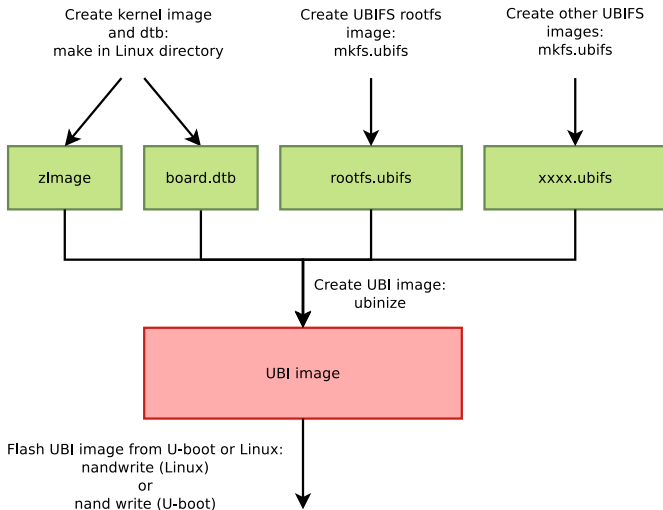 Create kernel image
and dtb:
make in Linux directory
Create UBIFS rootfs
image:
mkfs.ubifs
Create other UBIFS
images:
mkfs.ubifs
zImage
board.dtb
rootfs.ubifs
xxxx.ubifs
Create UBI image:
ubinize
UBI image
Flash UBI image from U-boot or Linux:
nandwrite (Linux)
or
nand write (U-boot)